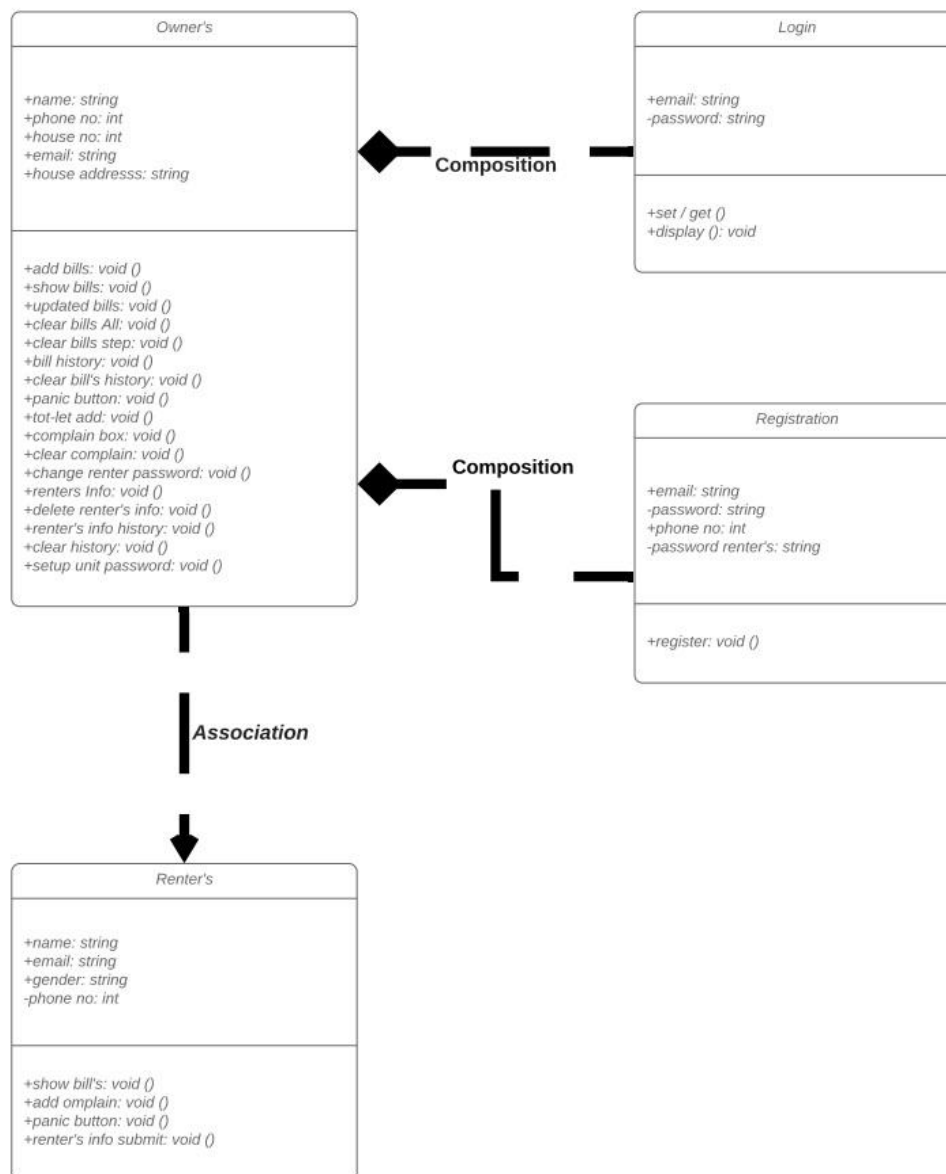 Owner's
+name: string
+phone no: int
+house no: int
+email: string
+house addresss: string
+add bills: void ()
+show bills: void ()
+updated bills: void ()
+clear bills All: void ()
+clear bills step: void ()
+bill history: void ()
+clear bill's history: void ()
+panic button: void ()
+tot-let add: void ()
+complain box: void ()
+clear complain: void ()
+change renter password: void ()
+renters Info: void ()
+delete renter's info: void ()
+renter's info history: void ()
+clear history: void ()
+setup unit password: void ()
Composition
Login
+email: string
-password: string
+set / get ()
+display (): void
Composition
Registration
+email: string
-password: string
+phone no: int
-password renter's: string
+register: void ()
Association
Renter's
+name: string
+email: string
+gender: string
-phone no: int
+show bill's: void ()
+add omplain: void ()
+panic button: void ()
+renter's info submit: void ()